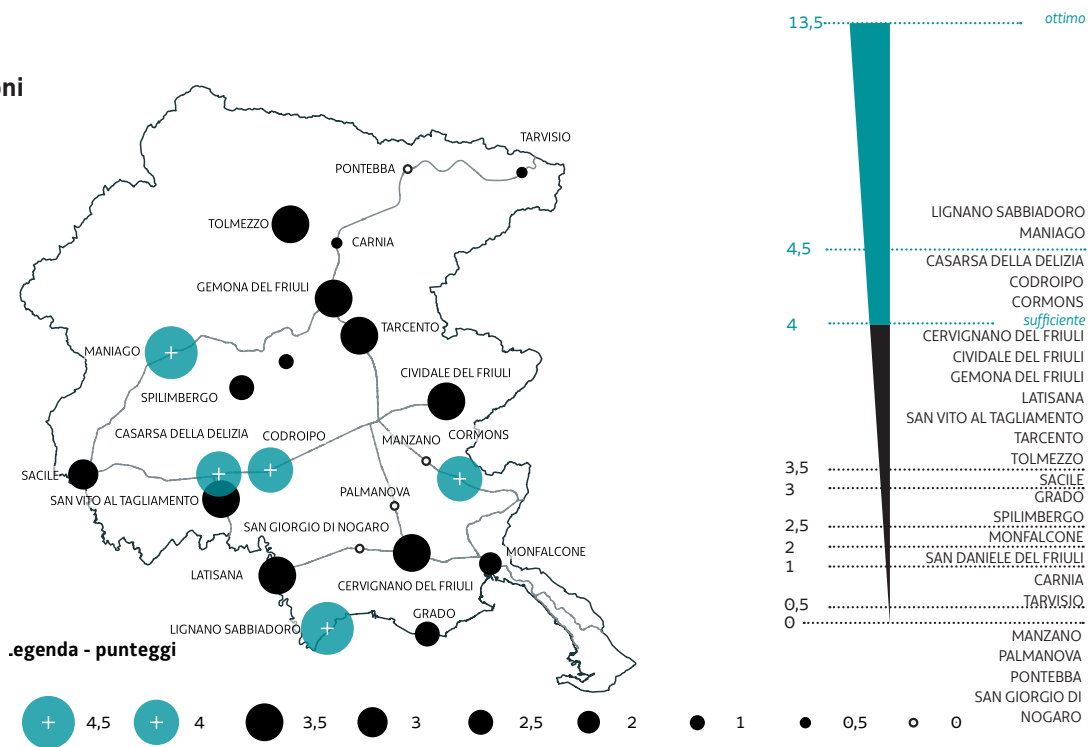 oni
TARVISIO
PONTEBBA
TOLMEZZO
CARNIA
GEMONA DEL FRIULI
TARCENTO
MANIAGO
CIVIDALE DEL FRIULI
SPILIMBERGO
CASARSA DELLA DELIZIA
CODROIPO
MANZANO
CORMONS
SACILE
SAN VITO AL TAGLIAMENTO
PALMANOVA
SAN GIORGIO DI NOGARO
MONFALCONE
LATISANA
CERVIGNANO DEL FRIULI
GRADO
LIGNANO SABBIADORO
Legenda - punteggi
4,5
4
3,5
3
2,5
2
1
0,5
0
13,5
ottimo
LIGNANO SABBIADORO
MANIAGO
4,5
CASARSA DELLA DELIZIA
CODROIPO
CORMONS
4
sufficiente
CERVIGNANO DEL FRIULI
CIVIDALE DEL FRIULI
GEMONA DEL FRIULI
LATISANA
SAN VITO AL TAGLIAMENTO
TARCENTO
TOLMEZZO
3,5
SACILE
3
GRADO
SPILIMBERGO
2,5
MONFALCONE
2
SAN DANIELE DEL FRIULI
1
CARNIA
TARVISIO
0,5
0
MANZANO
PALMANOVA
PONTEBBA
SAN GIORGIO DI
NOGARO